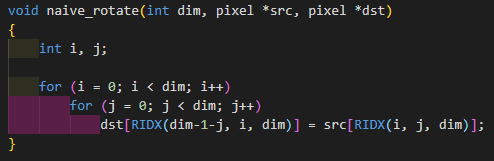 void naive_rotate(int dim, pixel *src, pixel *dst)
{
    int i, j;

    for (i = 0; i < dim; i++)
        for (j = 0; j < dim; j++)
            dst[RIDX(dim-1-j, i, dim)] = src[RIDX(i, j, dim)];
}